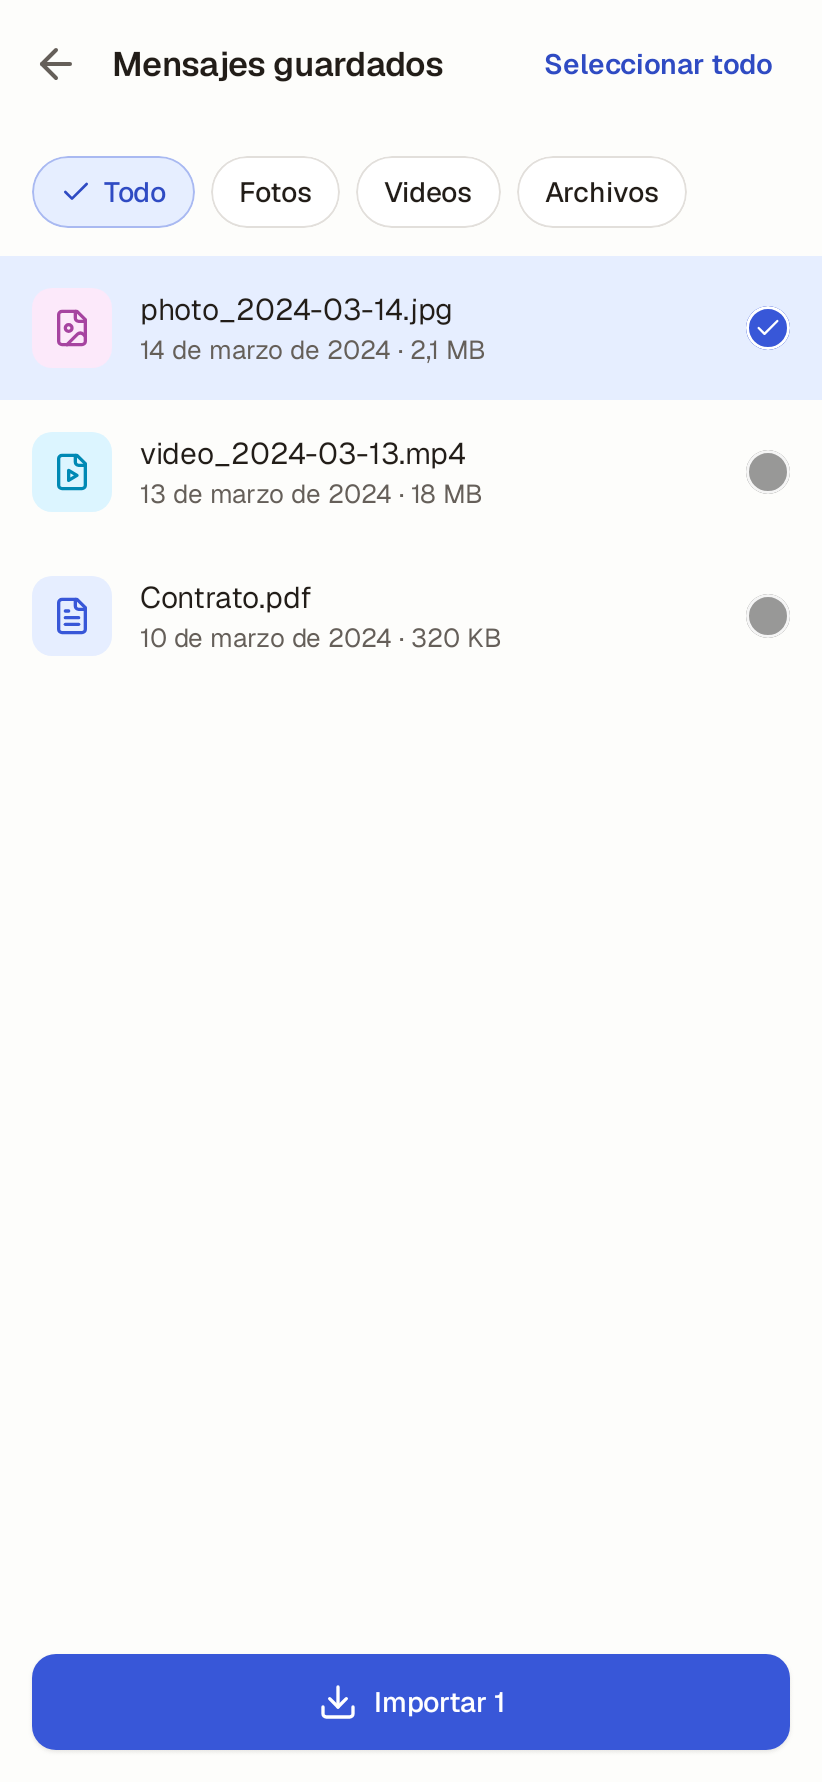 Mensajes guardados
Seleccionar todo
Todo
Fotos
Videos
Archivos
photo_2024-03-14.jpg
14 de marzo de 2024 · 2,1 MB
video_2024-03-13.mp4
13 de marzo de 2024 · 18 MB
Contrato.pdf
10 de marzo de 2024 · 320 KB
Importar 1